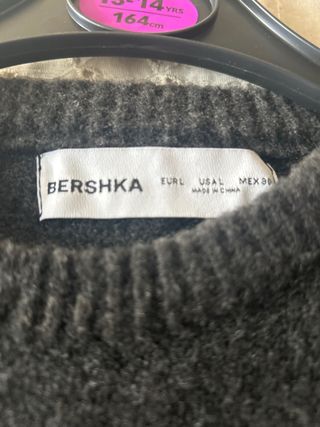 13-14 YRS
164cm
BERSHKA
EUR L USA L MEX 30
MADE IN CHINA